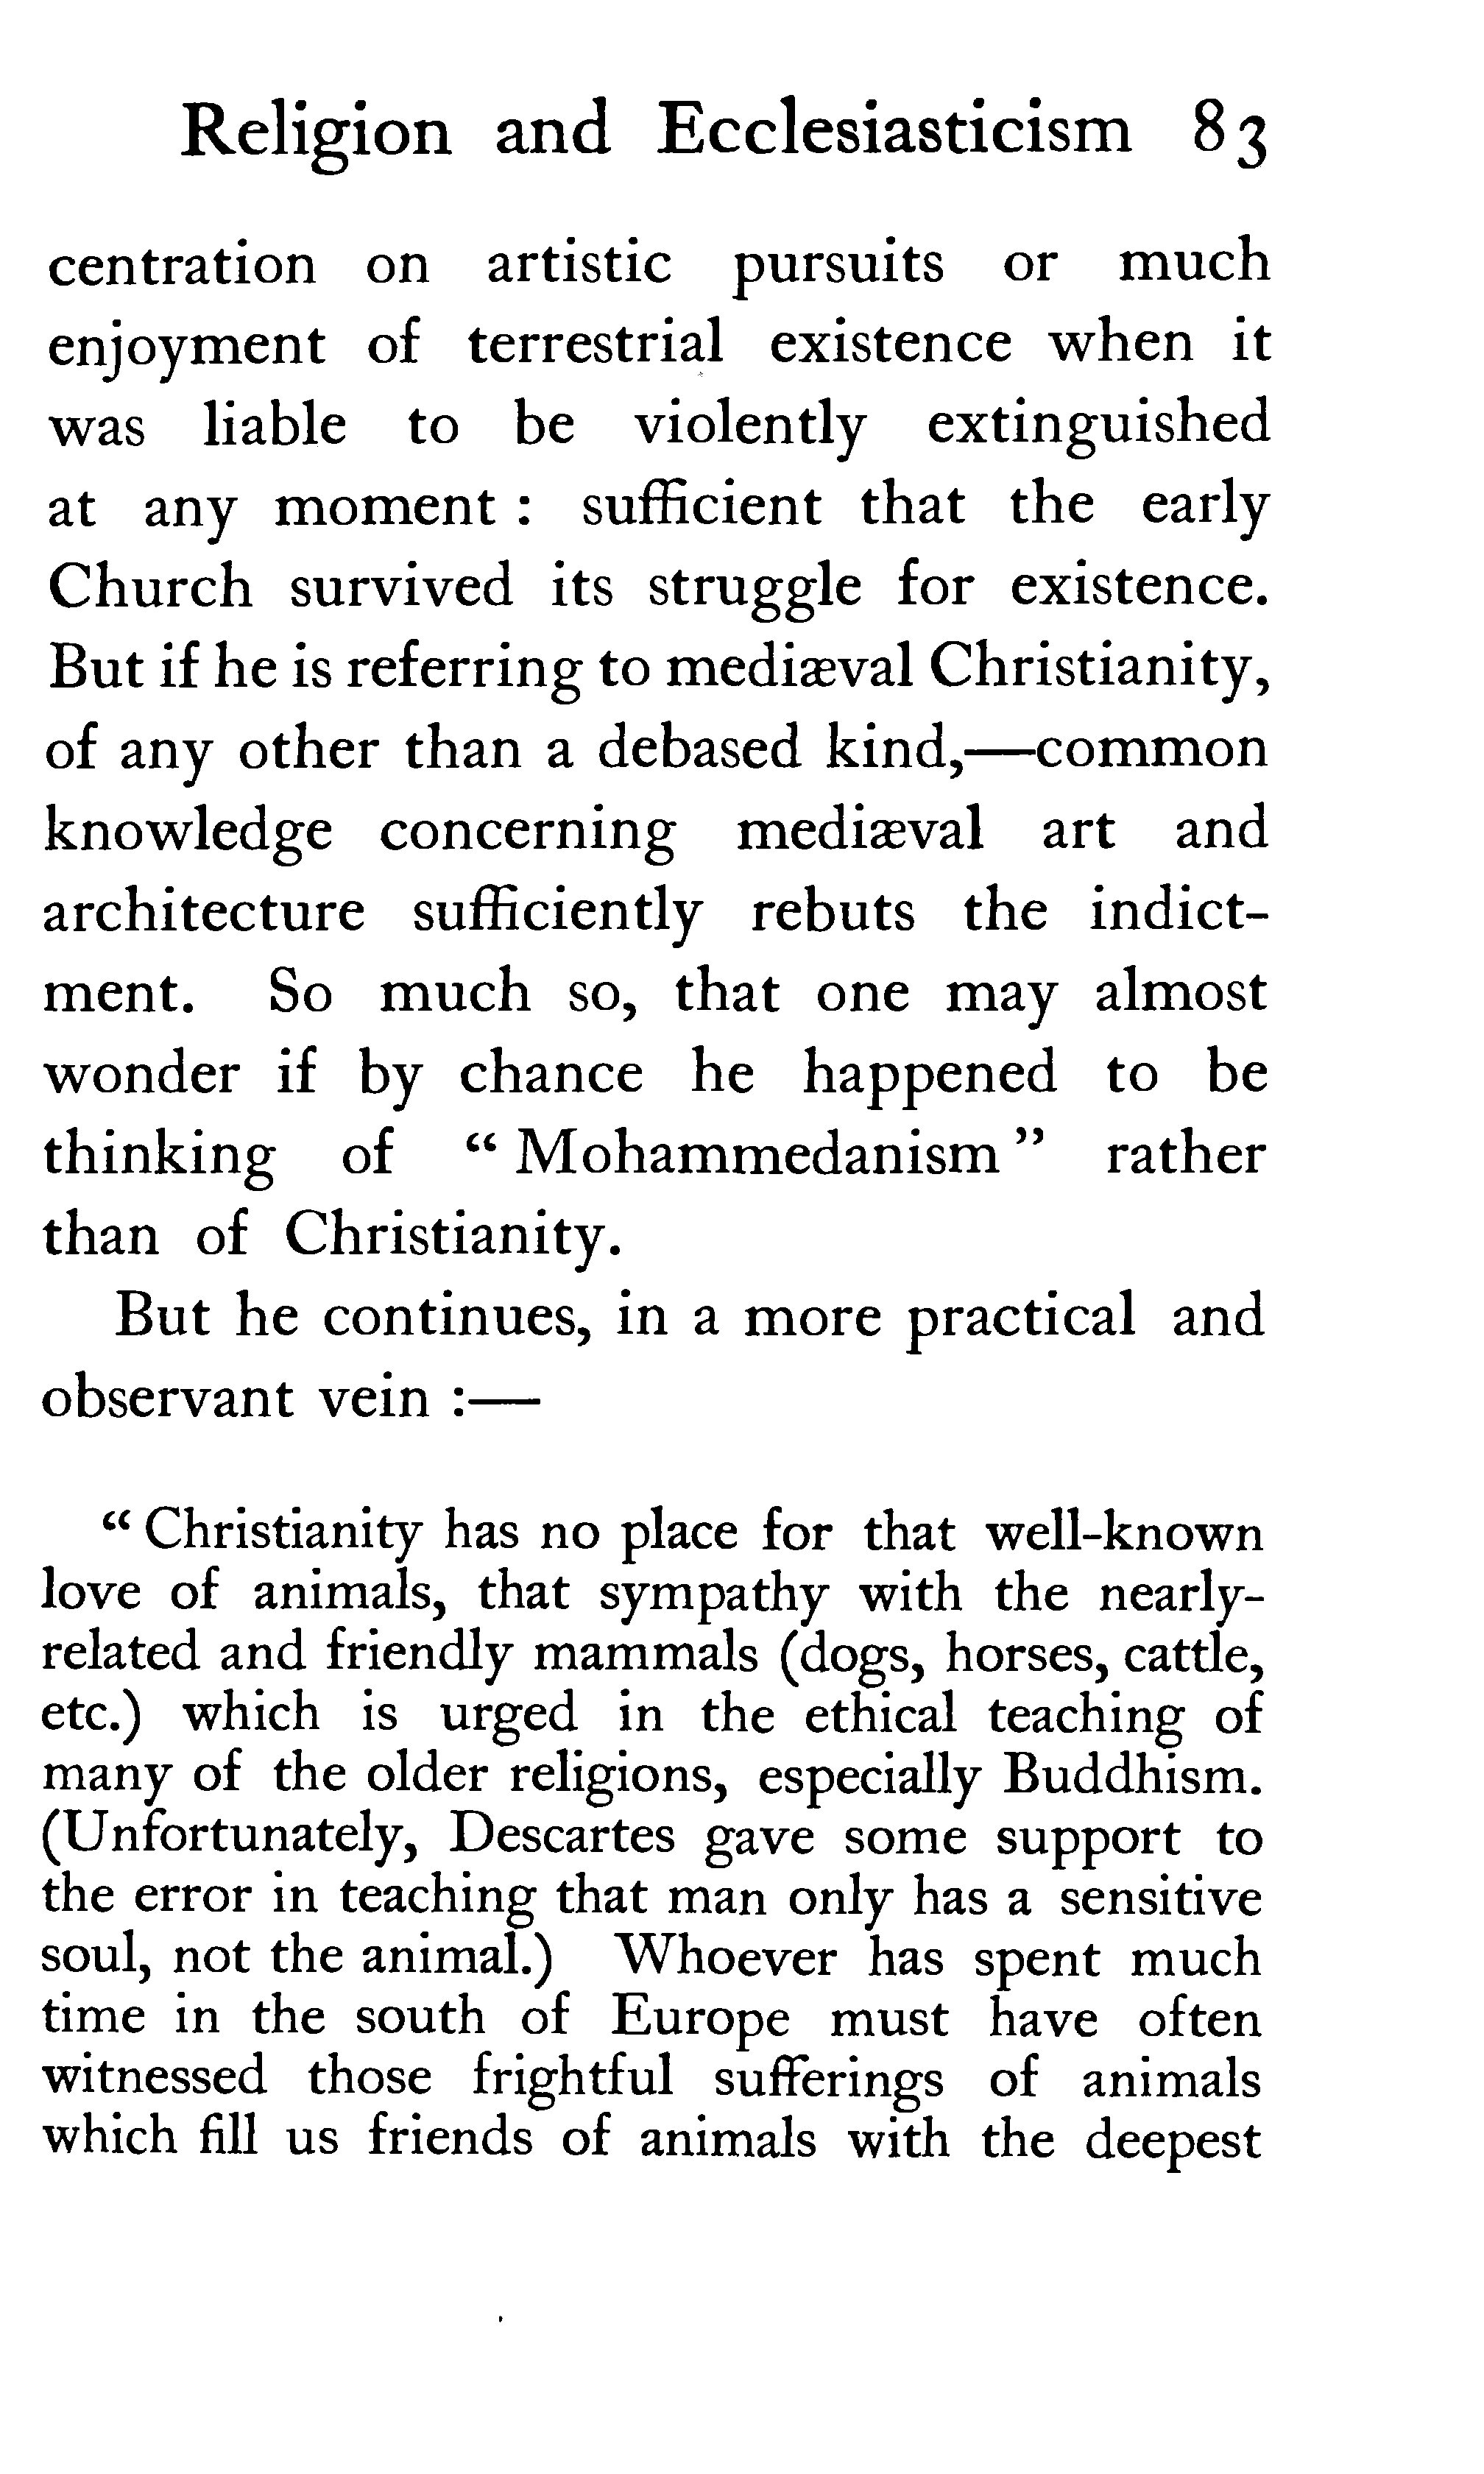 Religion and Ecclesiasticism 83
centration on artistic pursuits or much
enjoyment of terrestrial existence when it
was liable to be violently extinguished
at any moment : sufficient that the early
Church survived its struggle for existence.
But if he is referring to mediæval Christianity,
of any other than a debased kind,—common
knowledge concerning mediæval art and
architecture sufficiently rebuts the indict-
ment. So much so, that one may almost
wonder if by chance he happened to be
thinking of “ Mohammedanism ” rather
than of Christianity.
But he continues, in a more practical and
observant vein :—
“ Christianity has no place for that well-known
love of animals, that sympathy with the nearly-
related and friendly mammals (dogs, horses, cattle,
etc.) which is urged in the ethical teaching of
many of the older religions, especially Buddhism.
(Unfortunately, Descartes gave some support to
the error in teaching that man only has a sensitive
soul, not the animal.) Whoever has spent much
time in the south of Europe must have often
witnessed those frightful sufferings of animals
which fill us friends of animals with the deepest